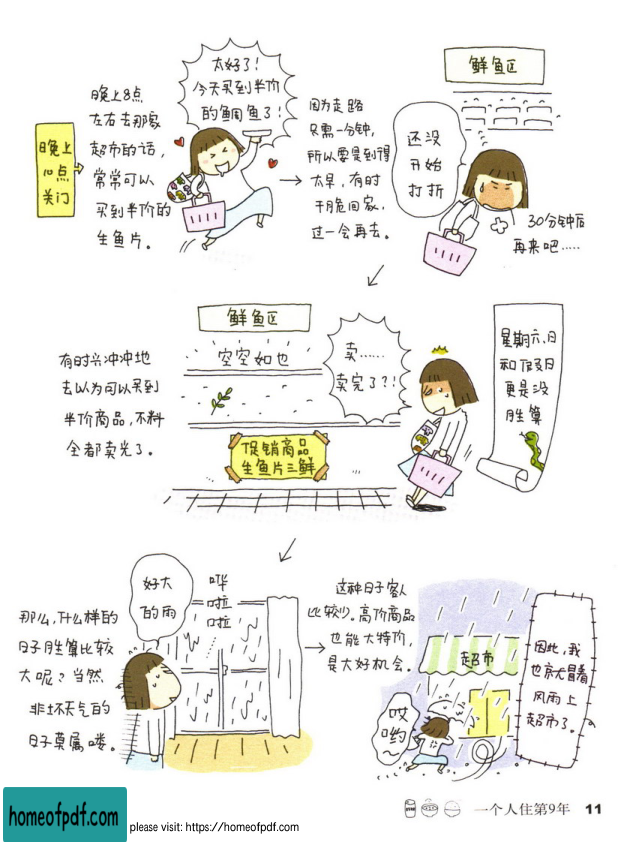 晚上
10点
关门
晚上8点
左右去那家
超市的话,
常常可以
买到半价的
生鱼片。
太好了!
今天买到半价
的鲷鱼了!
因为走路
只需一分钟,
所以要是到得
太早,有时
干脆回家,
过一会再去。
鲜鱼区
还没
开始
打折
30分钟后
再来吧……
有时兴冲冲地
去以为可以买到
半价商品,不料
全都卖光了。
鲜鱼区
空空如也
促销商品
生鱼片三鲜
卖……
卖完了?!
星期六、日
和假日
更是没
胜算
那么,什么样的
日子胜算比较
大呢?当然
非坏天气的
日子莫属喽。
好大
的雨
哗
啦
啦
这种日子客人
比较少。高价商品
也能大特价,
是大好机会。
超市
哎
哟~
因此,我
也常犬冒着
风雨上
超市了。
一个人住第9年 11
homeofpdf.com
please visit: https://homeofpdf.com